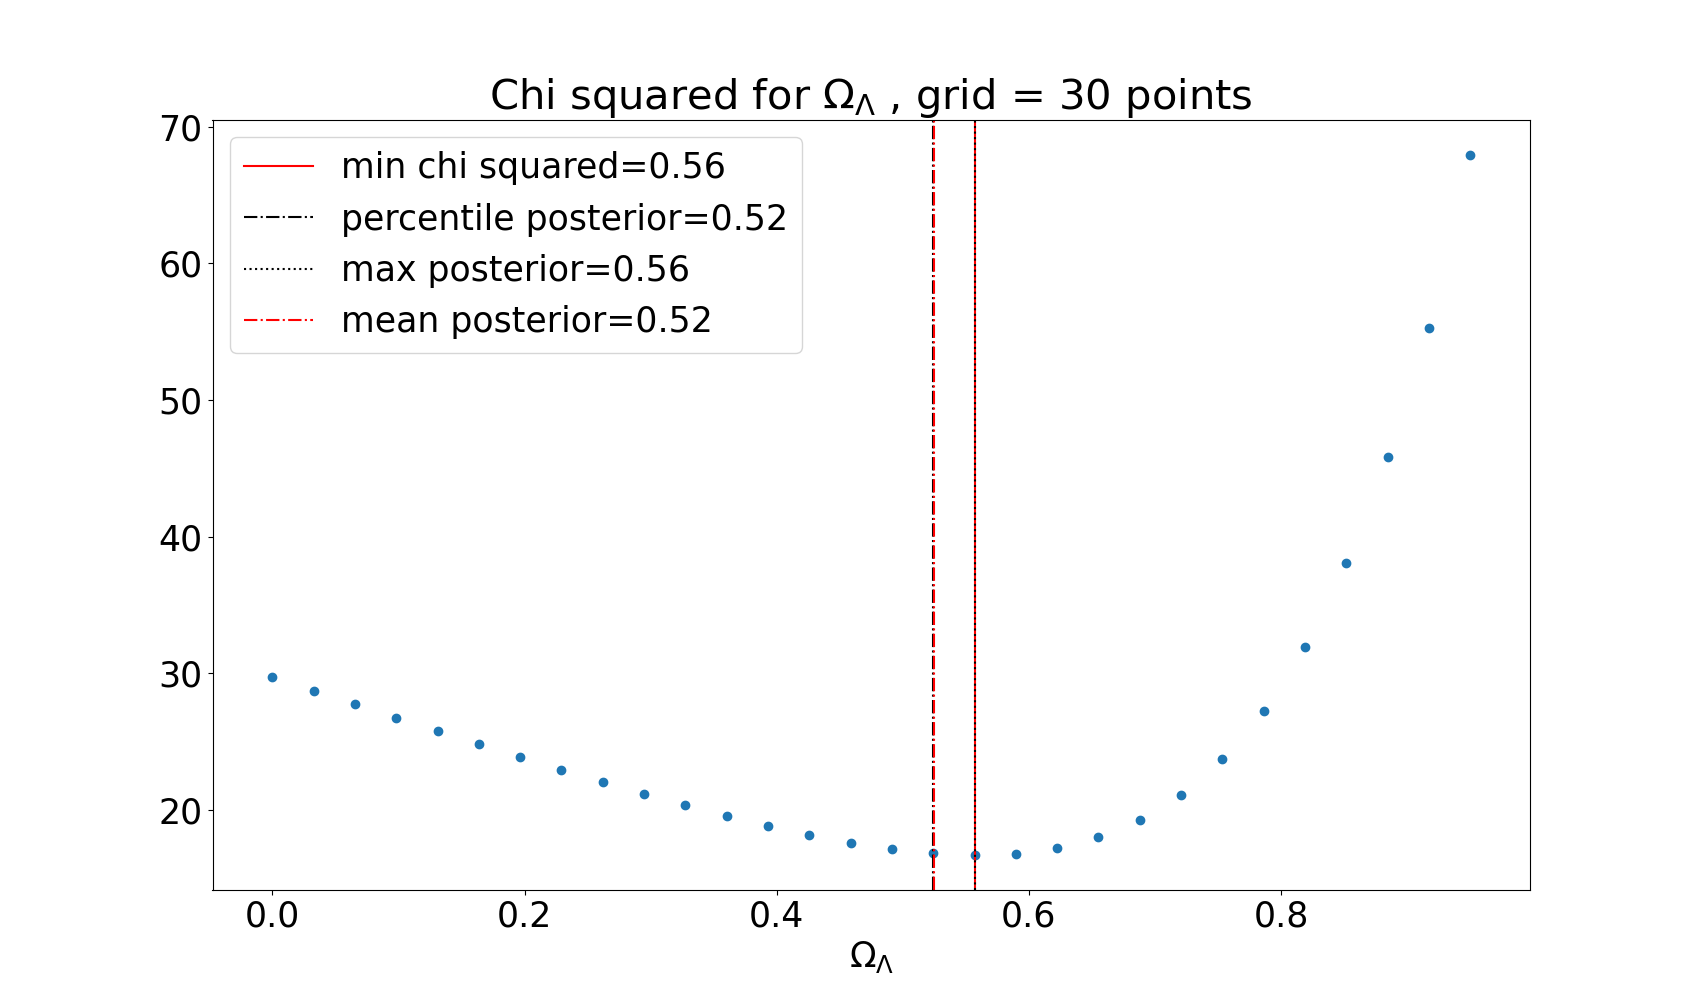 Chi squared for Ω_Λ , grid = 30 points
70
60
50
40
30
20
min chi squared=0.56
percentile posterior=0.52
max posterior=0.56
mean posterior=0.52
0.0 0.2 0.4 0.6 0.8
Ω_Λ